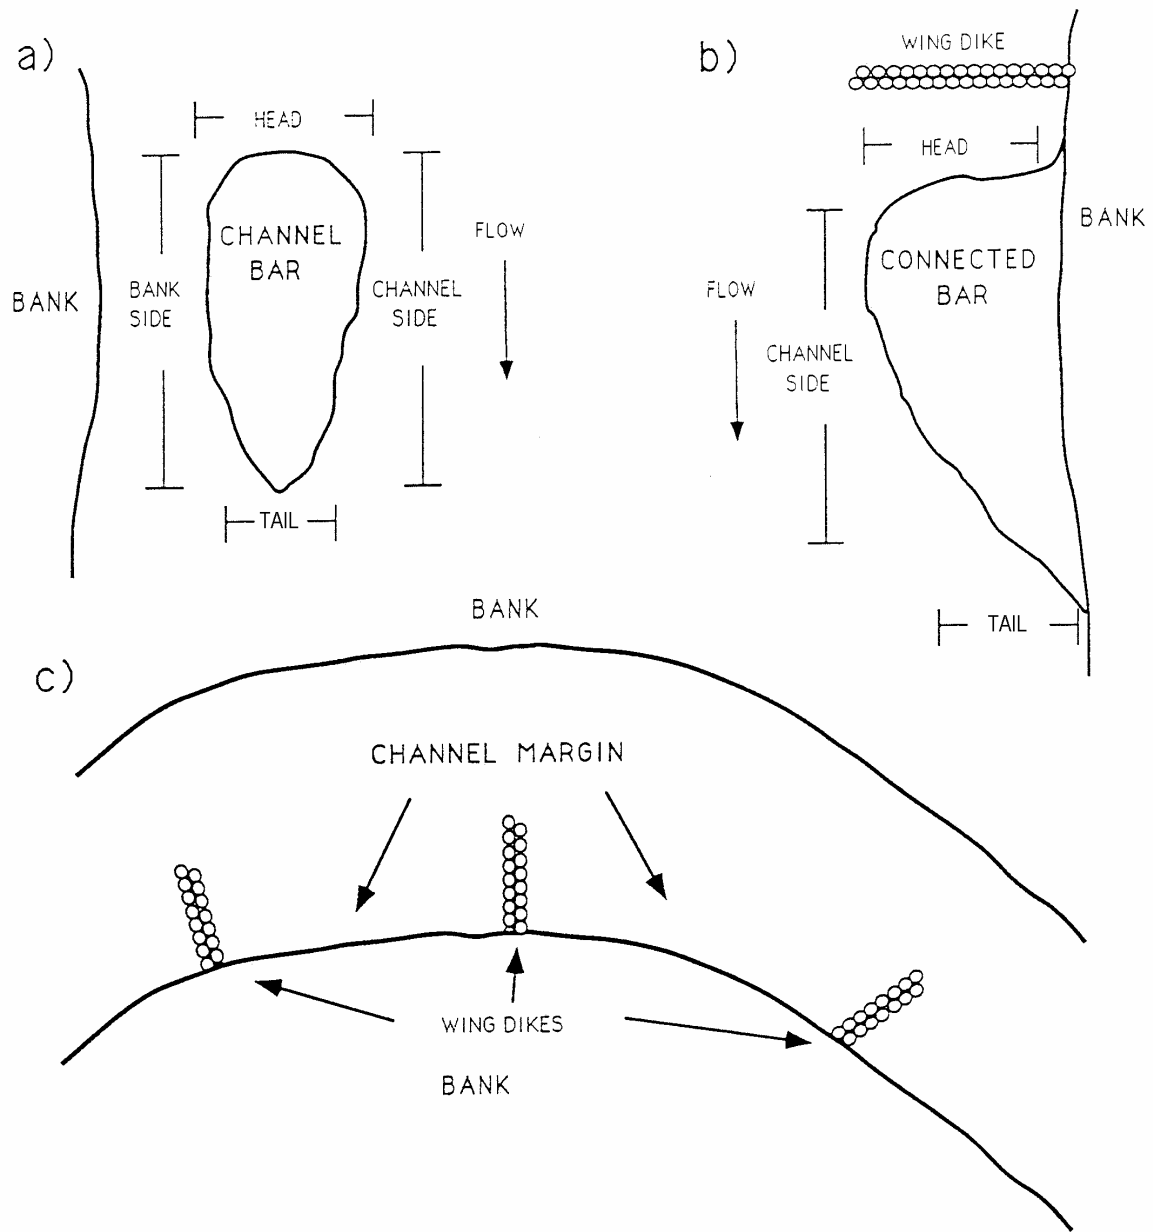 a)
HEAD
CHANNEL
BAR
BANK
BANK
SIDE
CHANNEL
SIDE
FLOW
TAIL
b)
WING DIKE
HEAD
BANK
CONNECTED
BAR
FLOW
CHANNEL
SIDE
TAIL
c)
BANK
CHANNEL MARGIN
WING DIKES
BANK